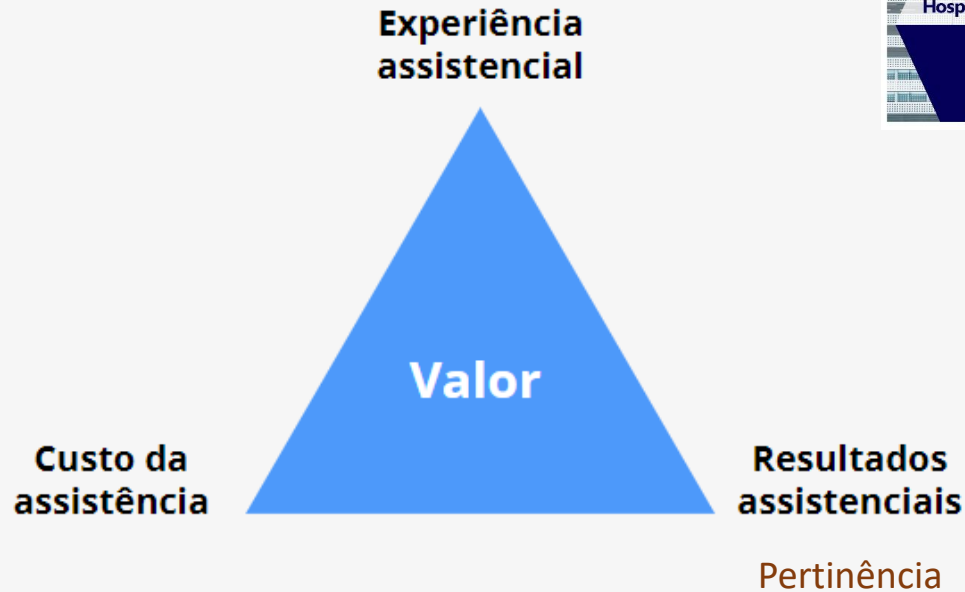 Experiência
assistencial
Valor
Custo da
assistência
Resultados
assistenciais
Pertinência